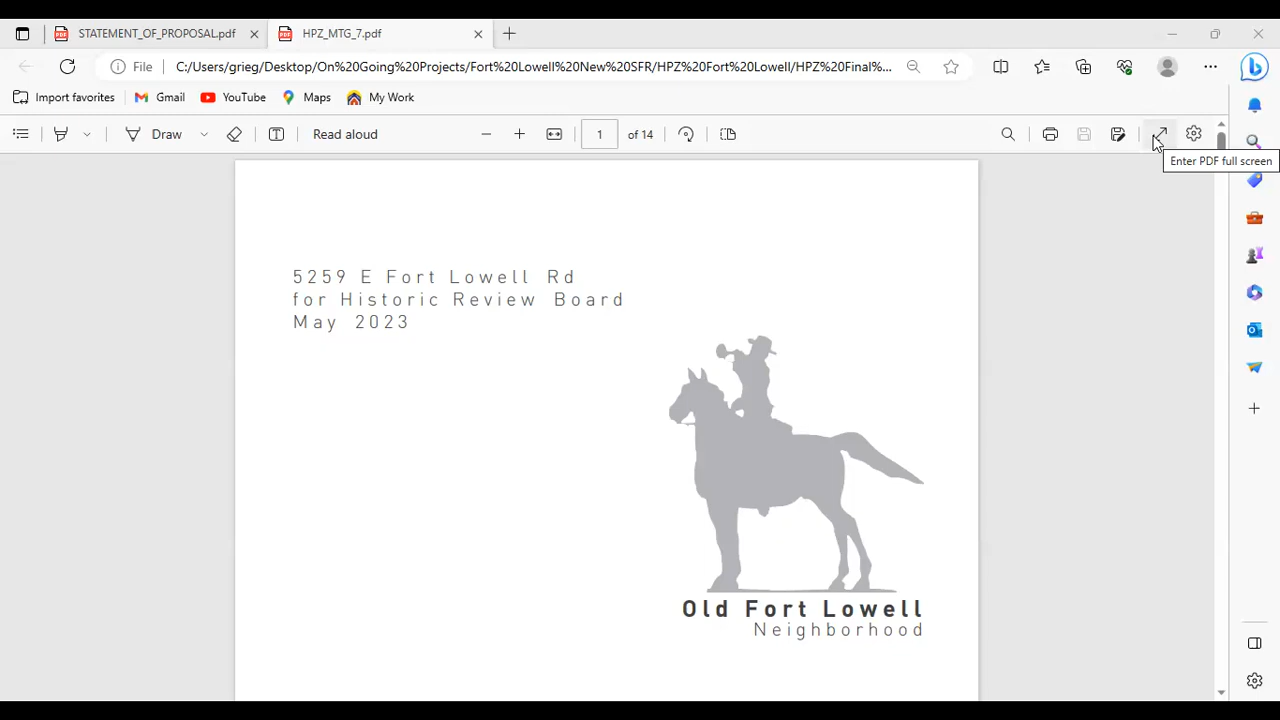 STATEMENT_OF_PROPOSAL.pdf
HPZ_MTG_7.pdf
File
C:/Users/grieg/Desktop/On%20Going%20Projects/Fort%20Lowell%20New%20SFR/HPZ%20Fort%20Lowell/HPZ%20Final%...
Import favorites
Gmail
YouTube
Maps
My Work
Draw
Read aloud
1 of 14
Enter PDF full screen
5259 E Fort Lowell Rd
for Historic Review Board
May 2023
Old Fort Lowell
Neighborhood